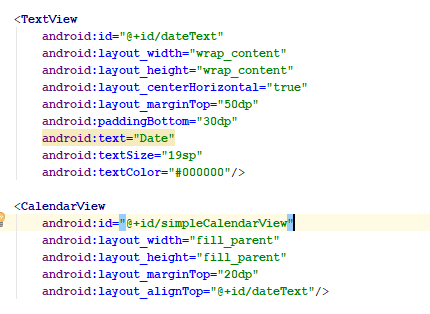 <TextView
android:id="@+id/dateText"
android:layout_width="wrap_content"
android:layout_height="wrap_content"
android:layout_centerHorizontal="true"
android:layout_marginTop="50dp"
android:paddingBottom="30dp"
android:text="Date"
android:textSize="19sp"
android:textColor="#000000"/>
<CalendarView
android:id="@+id/simpleCalendarView"
android:layout_width="fill_parent"
android:layout_height="fill_parent"
android:layout_marginTop="20dp"
android:layout_alignTop="@+id/dateText"/>